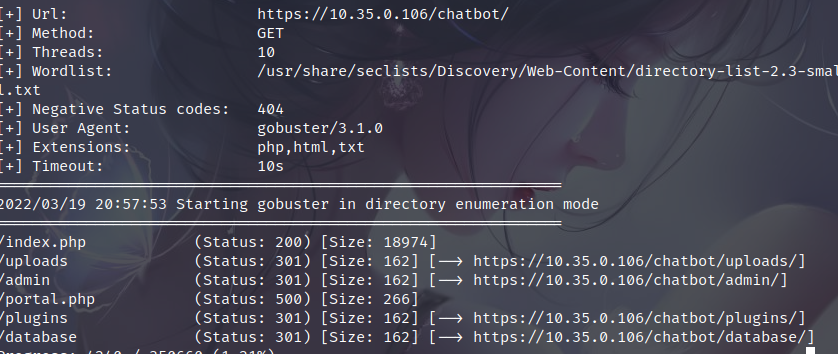 [+] Url: https://10.35.0.106/chatbot/
[+] Method: GET
[+] Threads: 10
[+] Wordlist: /usr/share/seclists/Discovery/Web-Content/directory-list-2.3-smal
l.txt
[+] Negative Status codes: 404
[+] User Agent: gobuster/3.1.0
[+] Extensions: php,html,txt
[+] Timeout: 10s
2022/03/19 20:57:53 Starting gobuster in directory enumeration mode
/index.php (Status: 200) [Size: 18974]
/uploads (Status: 301) [Size: 162] [--> https://10.35.0.106/chatbot/uploads/]
/admin (Status: 301) [Size: 162] [--> https://10.35.0.106/chatbot/admin/]
/portal.php (Status: 500) [Size: 266]
/plugins (Status: 301) [Size: 162] [--> https://10.35.0.106/chatbot/plugins/]
/database (Status: 301) [Size: 162] [--> https://10.35.0.106/chatbot/database/]